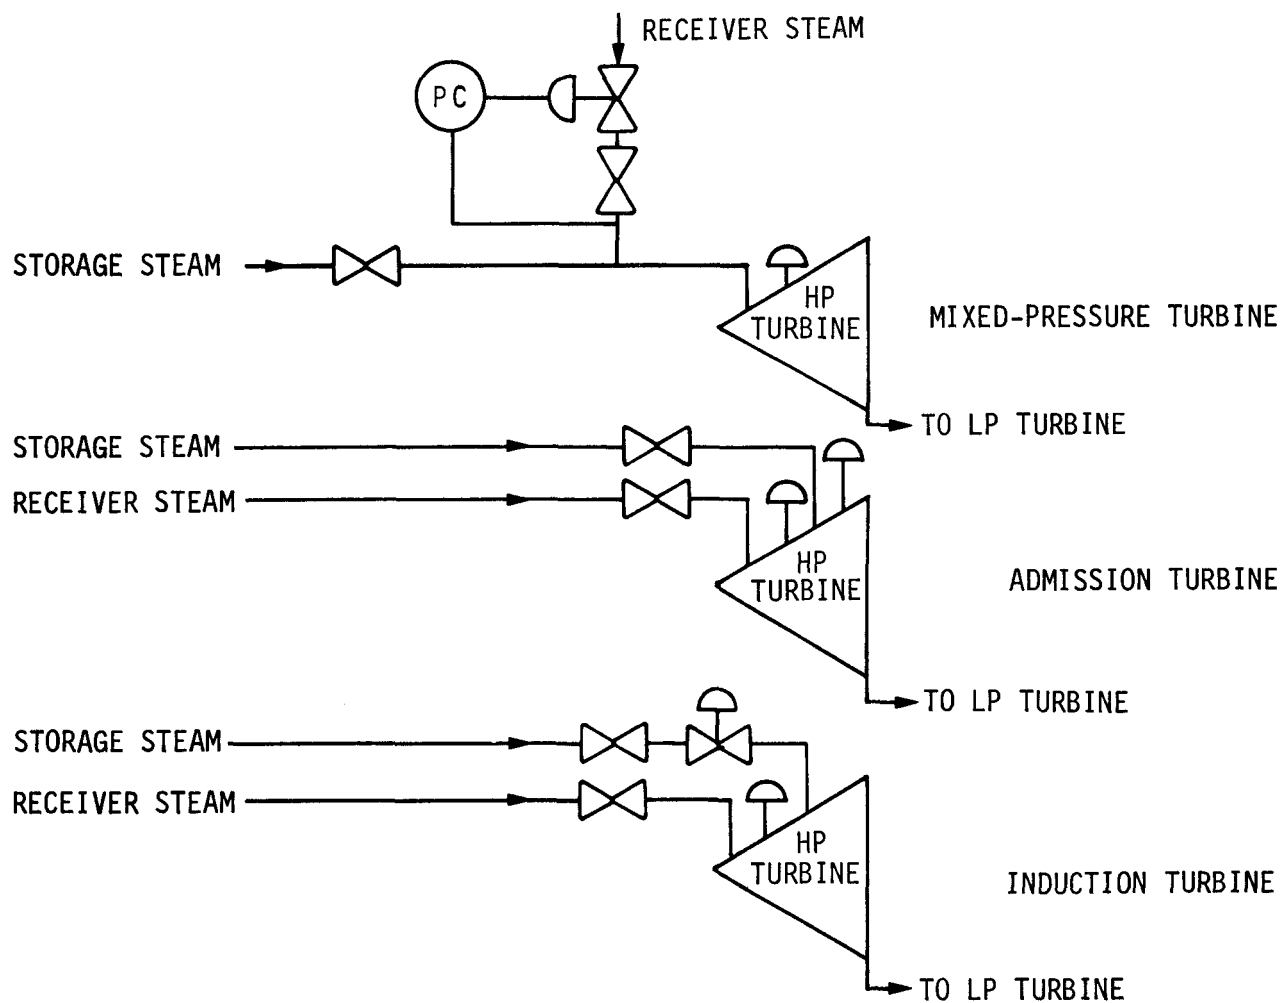 RECEIVER STEAM
PC
STORAGE STEAM
HP
TURBINE
MIXED-PRESSURE TURBINE
TO LP TURBINE
STORAGE STEAM
RECEIVER STEAM
HP
TURBINE
ADMISSION TURBINE
TO LP TURBINE
STORAGE STEAM
RECEIVER STEAM
HP
TURBINE
INDUCTION TURBINE
TO LP TURBINE